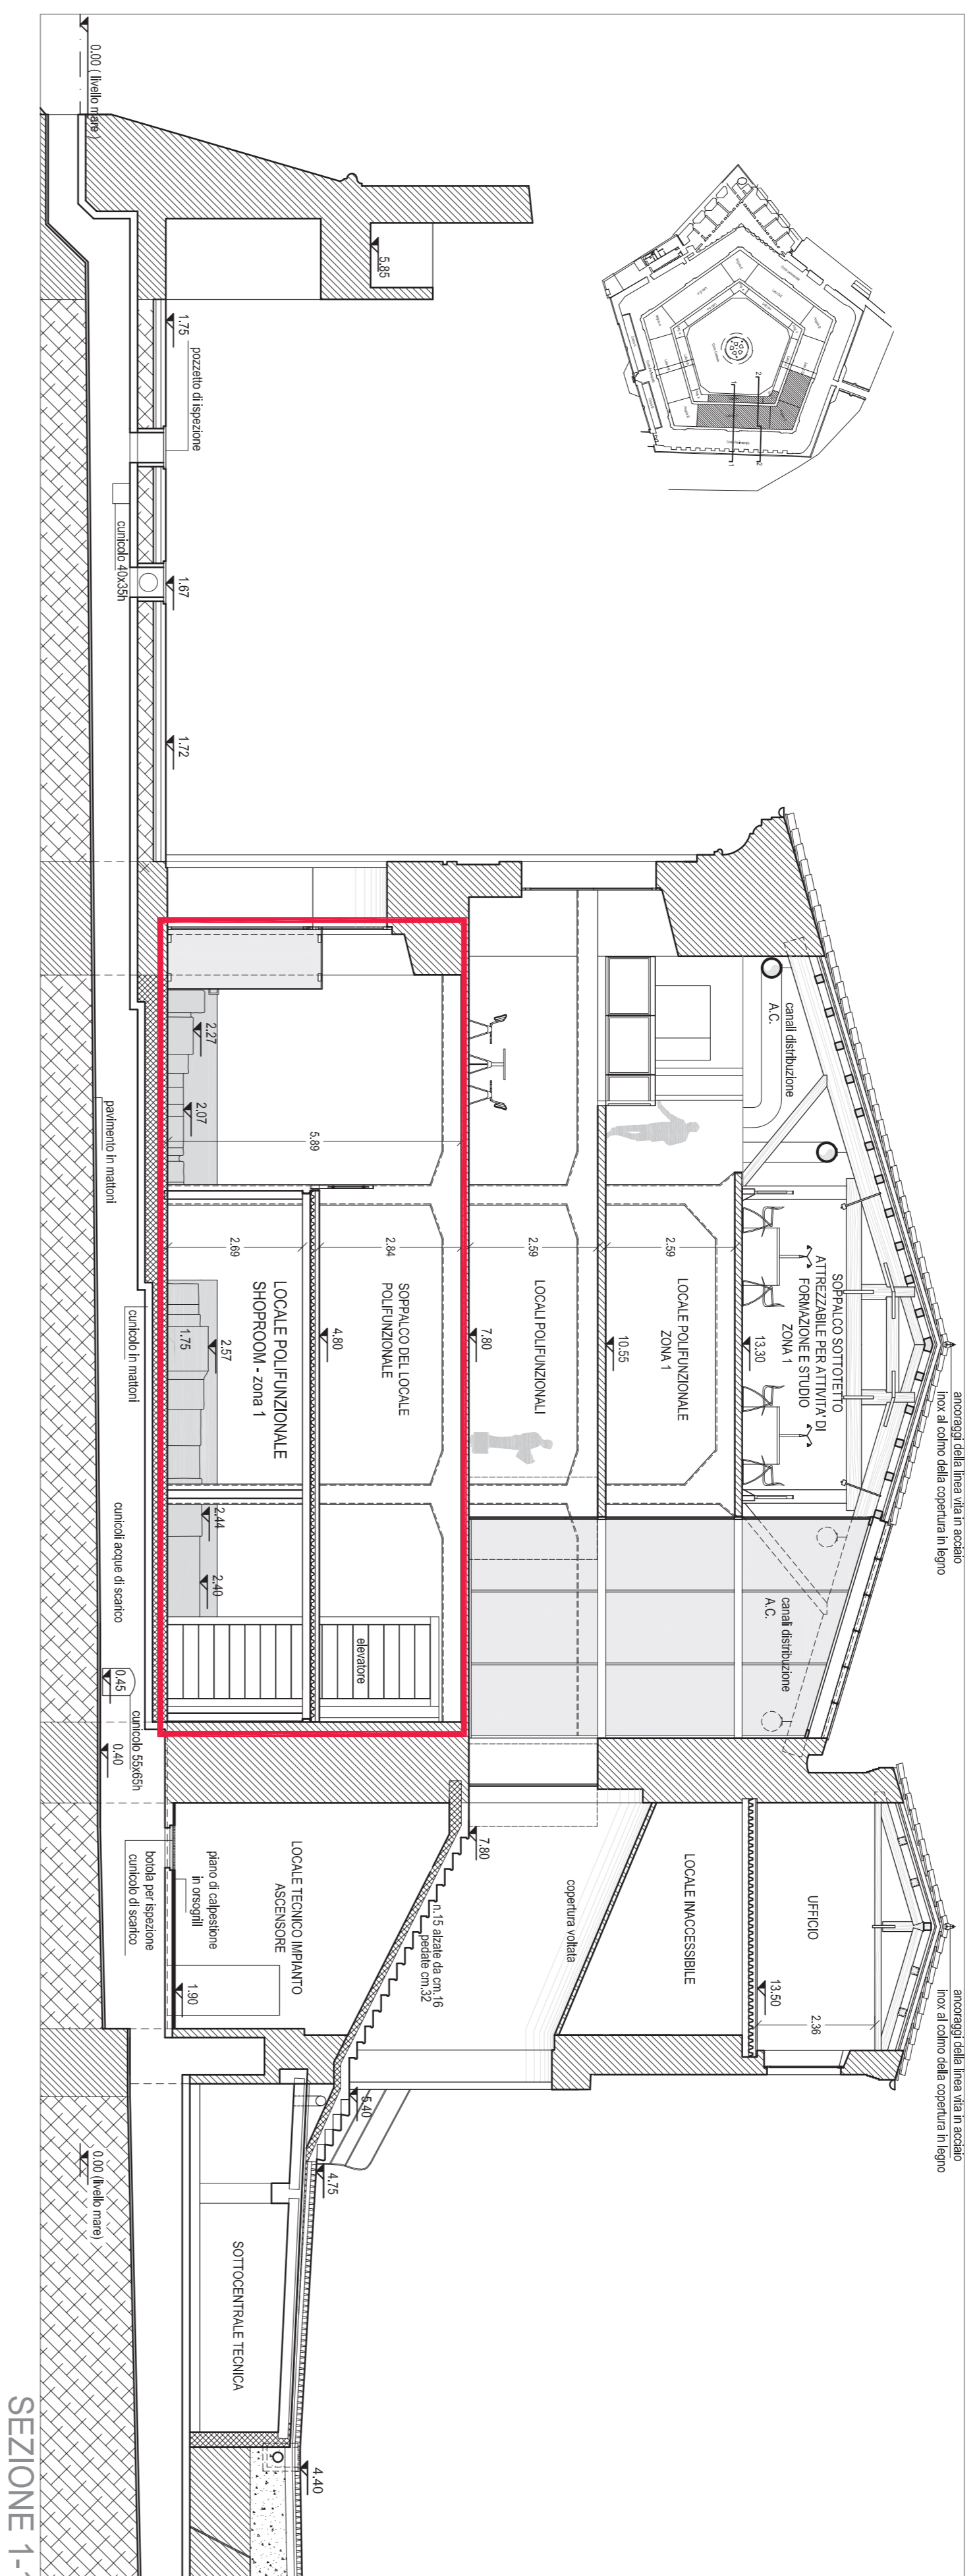 0.00 ( livello mare )
5.85
1.75
pozzetto di ispezione
cunicolo 40x35h
1.67
1.72
2
2
1
1
canali distribuzione
A.C.
2.27
2.07
5.89
pavimento in mattoni
2.69
2.84
2.59
2.59
LOCALE POLIFUNZIONALE
SHOPROOM - zona 1
SOPPALCO DEL LOCALE
POLIFUNZIONALE
LOCALI POLIFUNZIONALI
LOCALE POLIFUNZIONALE
ZONA 1
SOPPALCO SOTTOTETTO
ATTREZZABILE PER ATTIVITA' DI
FORMAZIONE E STUDIO
ZONA 1
1.75
2.57
4.80
7.80
10.55
13.30
cunicolo in mattoni
ancoraggi della linea vita in acciaio
inox al colmo della copertura in legno
2.44
2.40
cunicoli acque di scarico
elevatore
canali distribuzione
A.C.
0.45
cunicolo 55x65h
0.40
7.80
botola per ispezione
cunicolo di scarico
piano di calpestione
in orsogrill
LOCALE TECNICO IMPIANTO
ASCENSORE
n.15 alzate da cm.16
pedate cm.32
copertura voltata
LOCALE INACCESSIBILE
UFFICIO
1.90
13.50
2.36
ancoraggi della linea vita in acciaio
inox al colmo della copertura in legno
5.40
4.75
0.00 (livello mare)
SOTTOCENTRALE TECNICA
4.40
SEZIONE 1-1